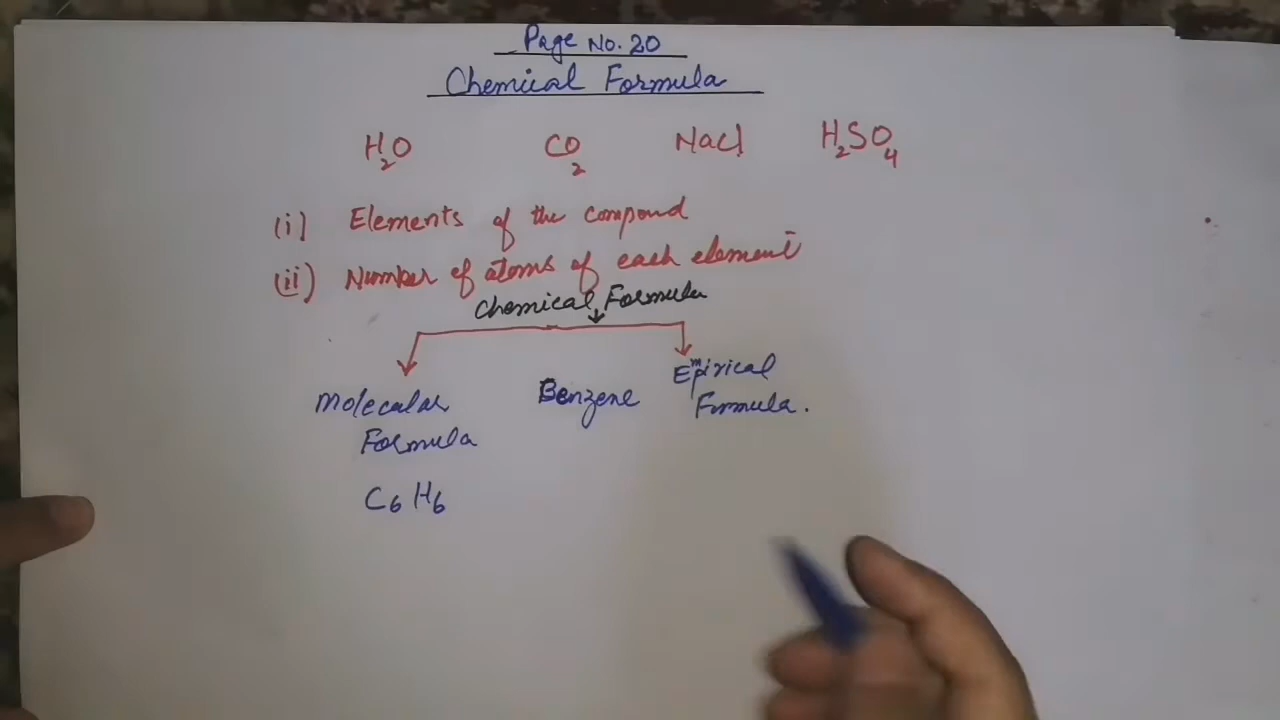 Page No. 20
Chemical Formula
H₂O CO₂ NaCl H₂SO₄
(i) Elements of the compound
(ii) Number of atoms of each element
Chemical Formula
Molecular Formula
Benzene
Empirical Formula.
C₆H₆